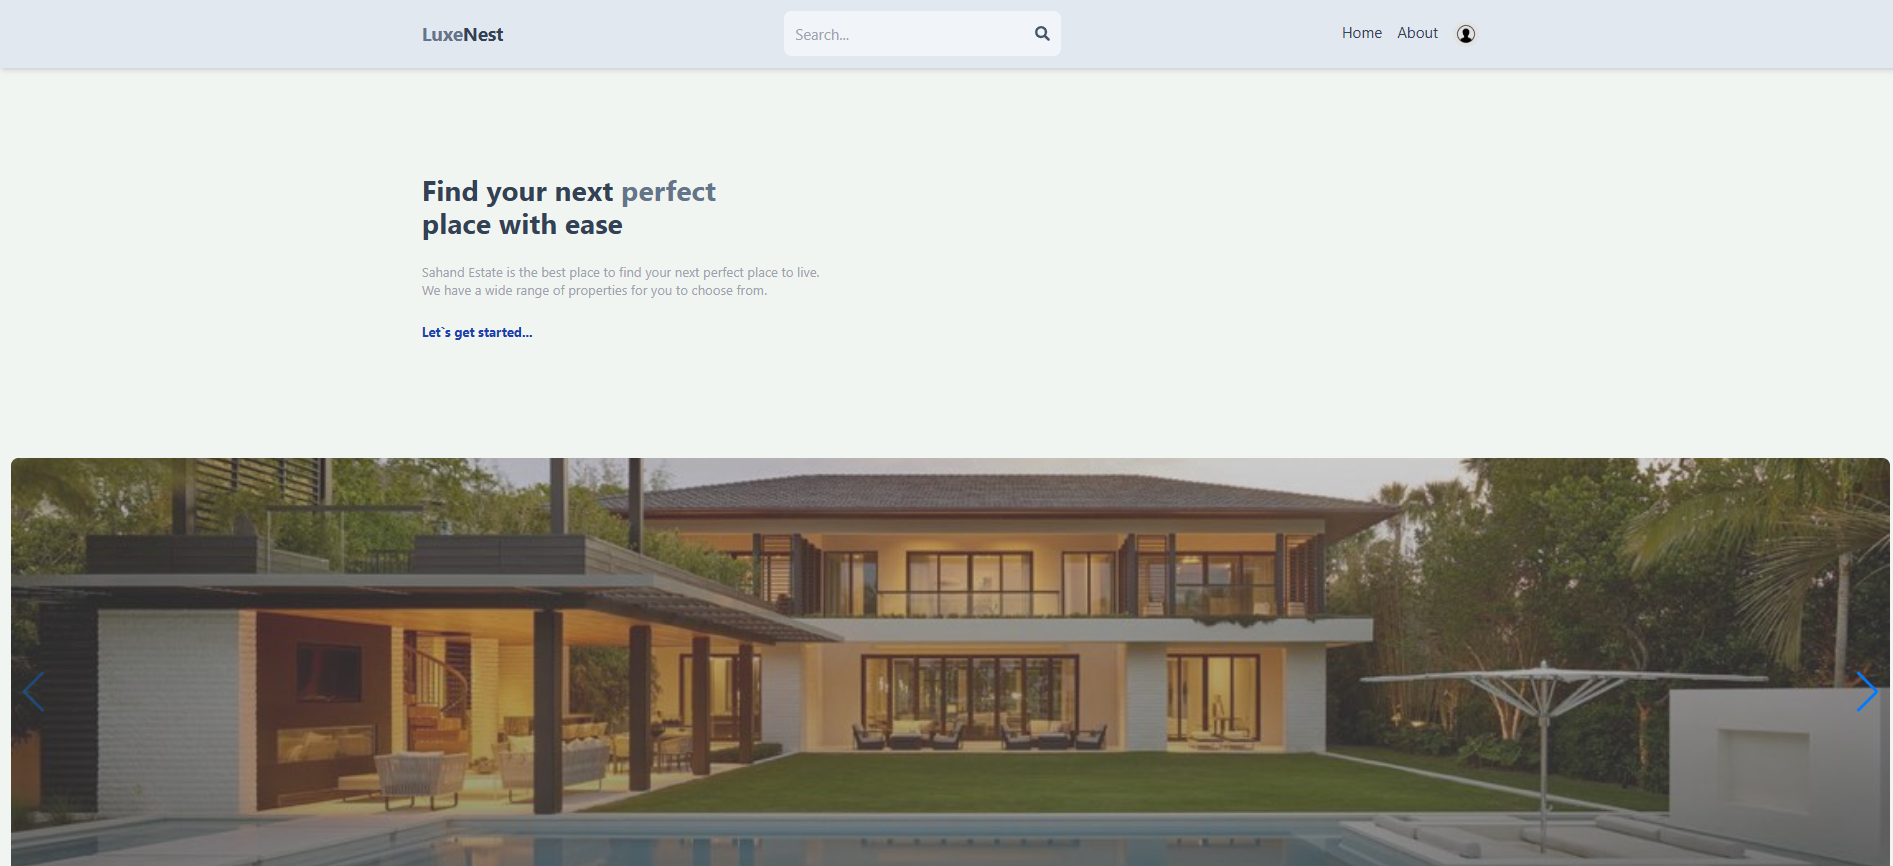 LuxeNest
Search...
Home
About
Find your next perfect
place with ease
Sahand Estate is the best place to find your next perfect place to live.
We have a wide range of properties for you to choose from.
Let`s get started...